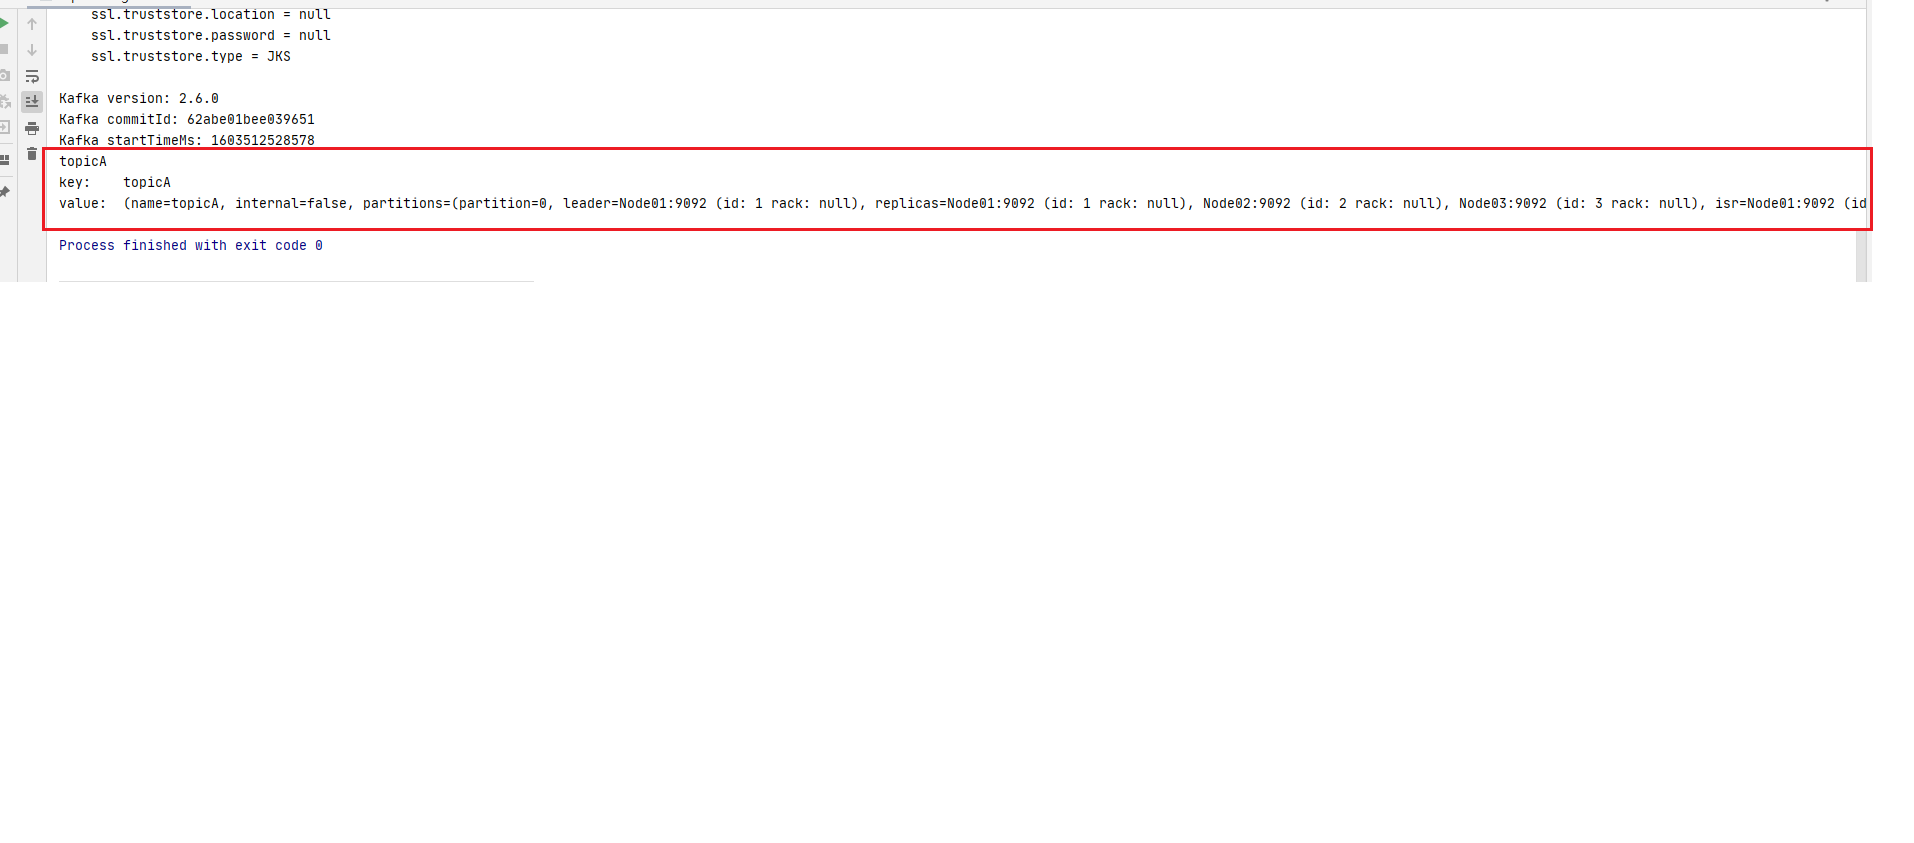 ssl.truststore.location = null
ssl.truststore.password = null
ssl.truststore.type = JKS
Kafka version: 2.6.0
Kafka commitId: 62abe01bee039651
Kafka startTimeMs: 1603512528578
topicA
key:    topicA
value:  (name=topicA, internal=false, partitions=(partition=0, leader=Node01:9092 (id: 1 rack: null), replicas=Node01:9092 (id: 1 rack: null), Node02:9092 (id: 2 rack: null), Node03:9092 (id: 3 rack: null), isr=Node01:9092 (id
Process finished with exit code 0